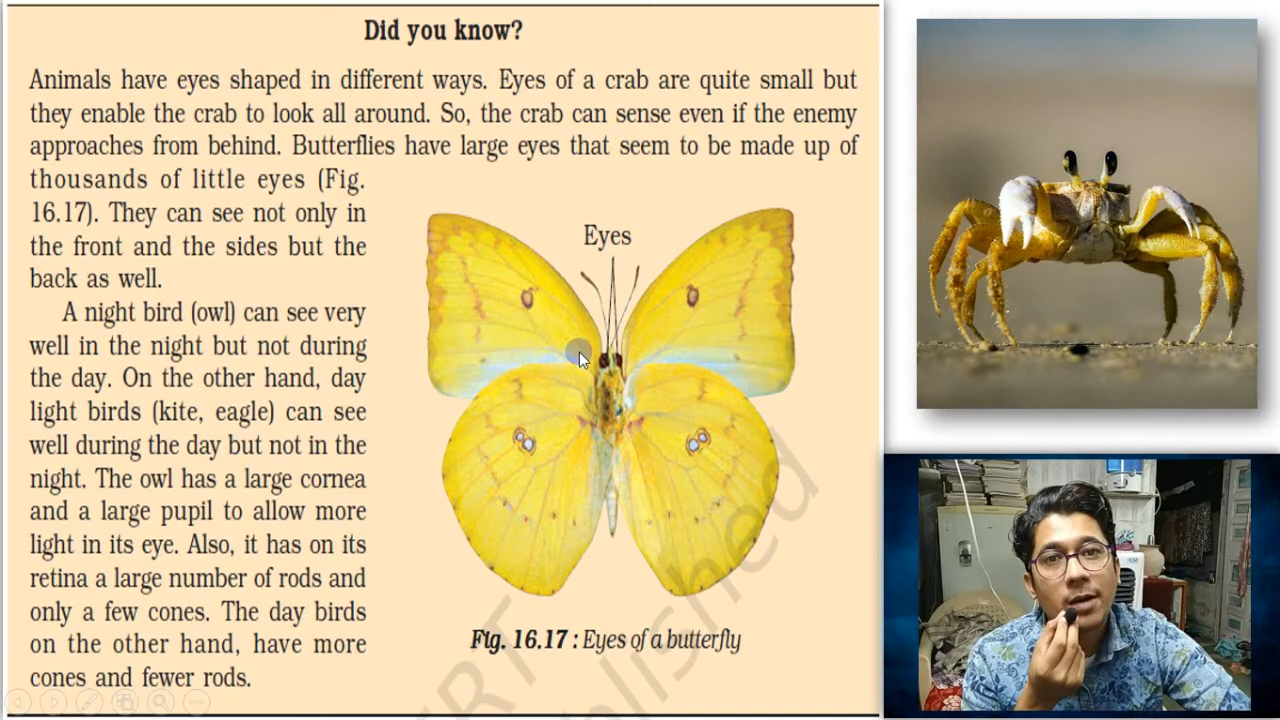 Did you know?
Animals have eyes shaped in different ways. Eyes of a crab are quite small but
they enable the crab to look all around. So, the crab can sense even if the enemy
approaches from behind. Butterflies have large eyes that seem to be made up of
thousands of little eyes (Fig.
16.17). They can see not only in
the front and the sides but the
back as well.
A night bird (owl) can see very
well in the night but not during
the day. On the other hand, day
light birds (kite, eagle) can see
well during the day but not in the
night. The owl has a large cornea
and a large pupil to allow more
light in its eye. Also, it has on its
retina a large number of rods and
only a few cones. The day birds
on the other hand, have more
cones and fewer rods.
Eyes
Fig. 16.17 : Eyes of a butterfly